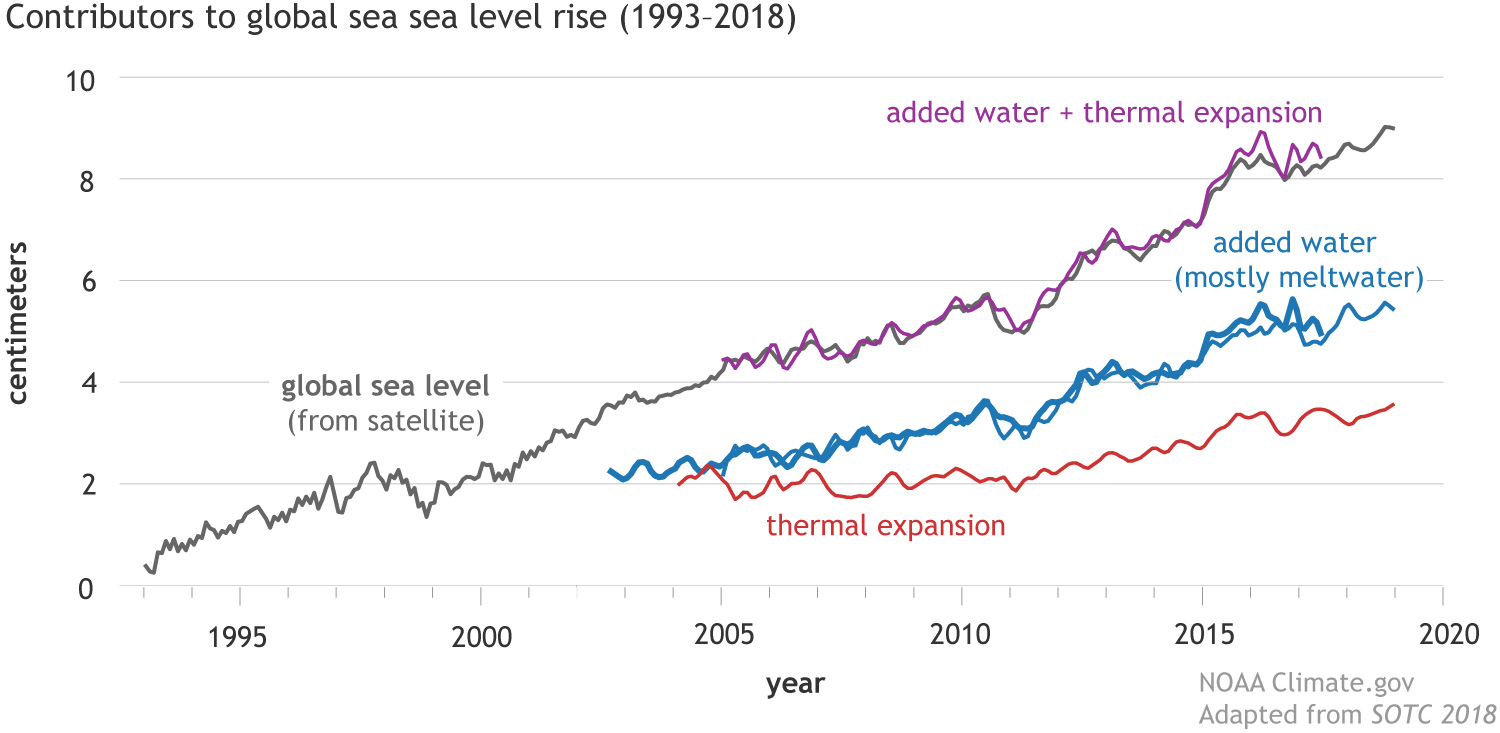 Contributors to global sea sea level rise (1993–2018)
10
added water + thermal expansion
8
added water
(mostly meltwater)
6
centimeters
4
global sea level
(from satellite)
2
thermal expansion
0
1995 2000 2005 2010 2015 2020
year
NOAA Climate.gov
Adapted from SOTC 2018